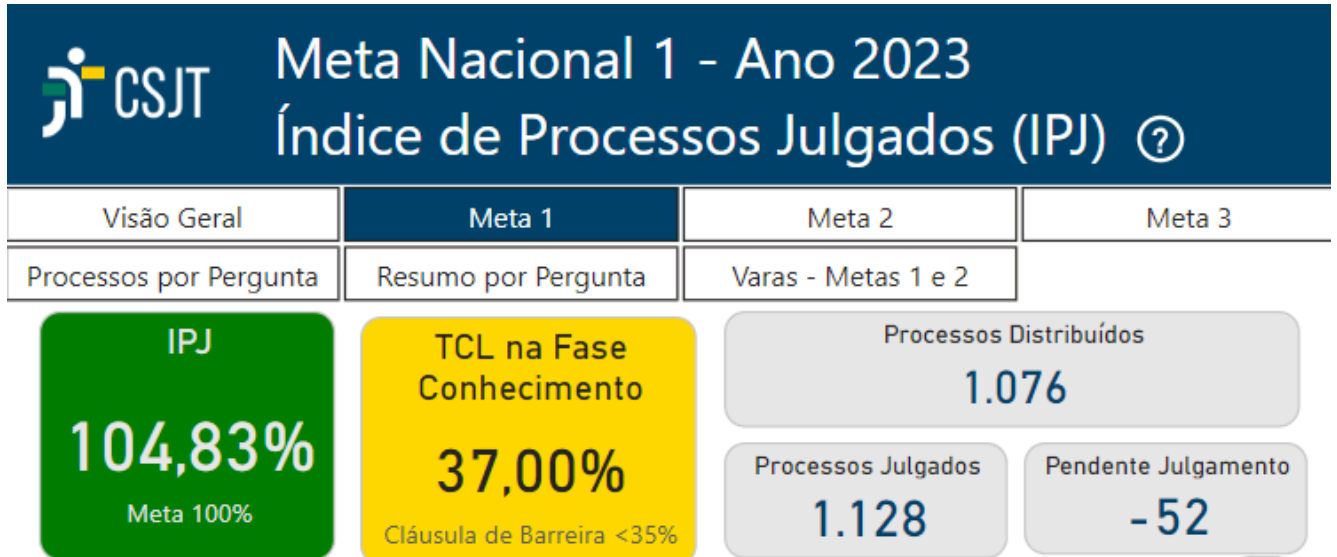 CSJT
Meta Nacional 1 - Ano 2023
Índice de Processos Julgados (IPJ) ?
Visão Geral
Meta 1
Meta 2
Meta 3
Processos por Pergunta
Resumo por Pergunta
Varas - Metas 1 e 2
IPJ
104,83%
Meta 100%
TCL na Fase
Conhecimento
37,00%
Cláusula de Barreira <35%
Processos Distribuídos
1.076
Processos Julgados
1.128
Pendente Julgamento
-52